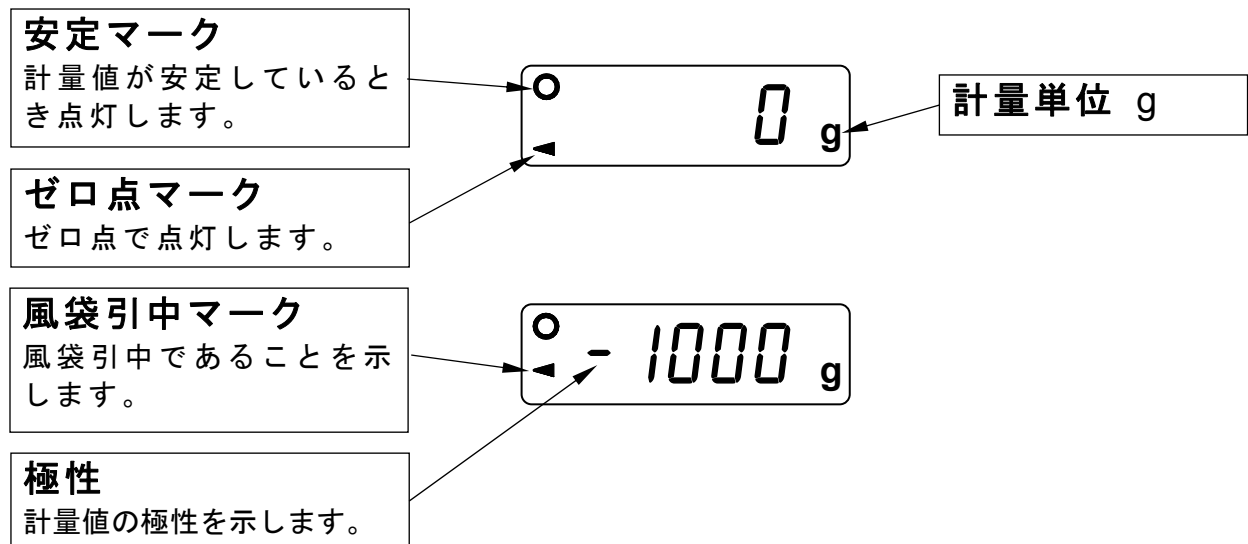 安定マーク
計量値が安定していると
き点灯します。
0 g
計量単位 g
ゼロ点マーク
ゼロ点で点灯します。
風袋引中マーク
風袋引中であることを示
します。
-1000 g
極性
計量値の極性を示します。